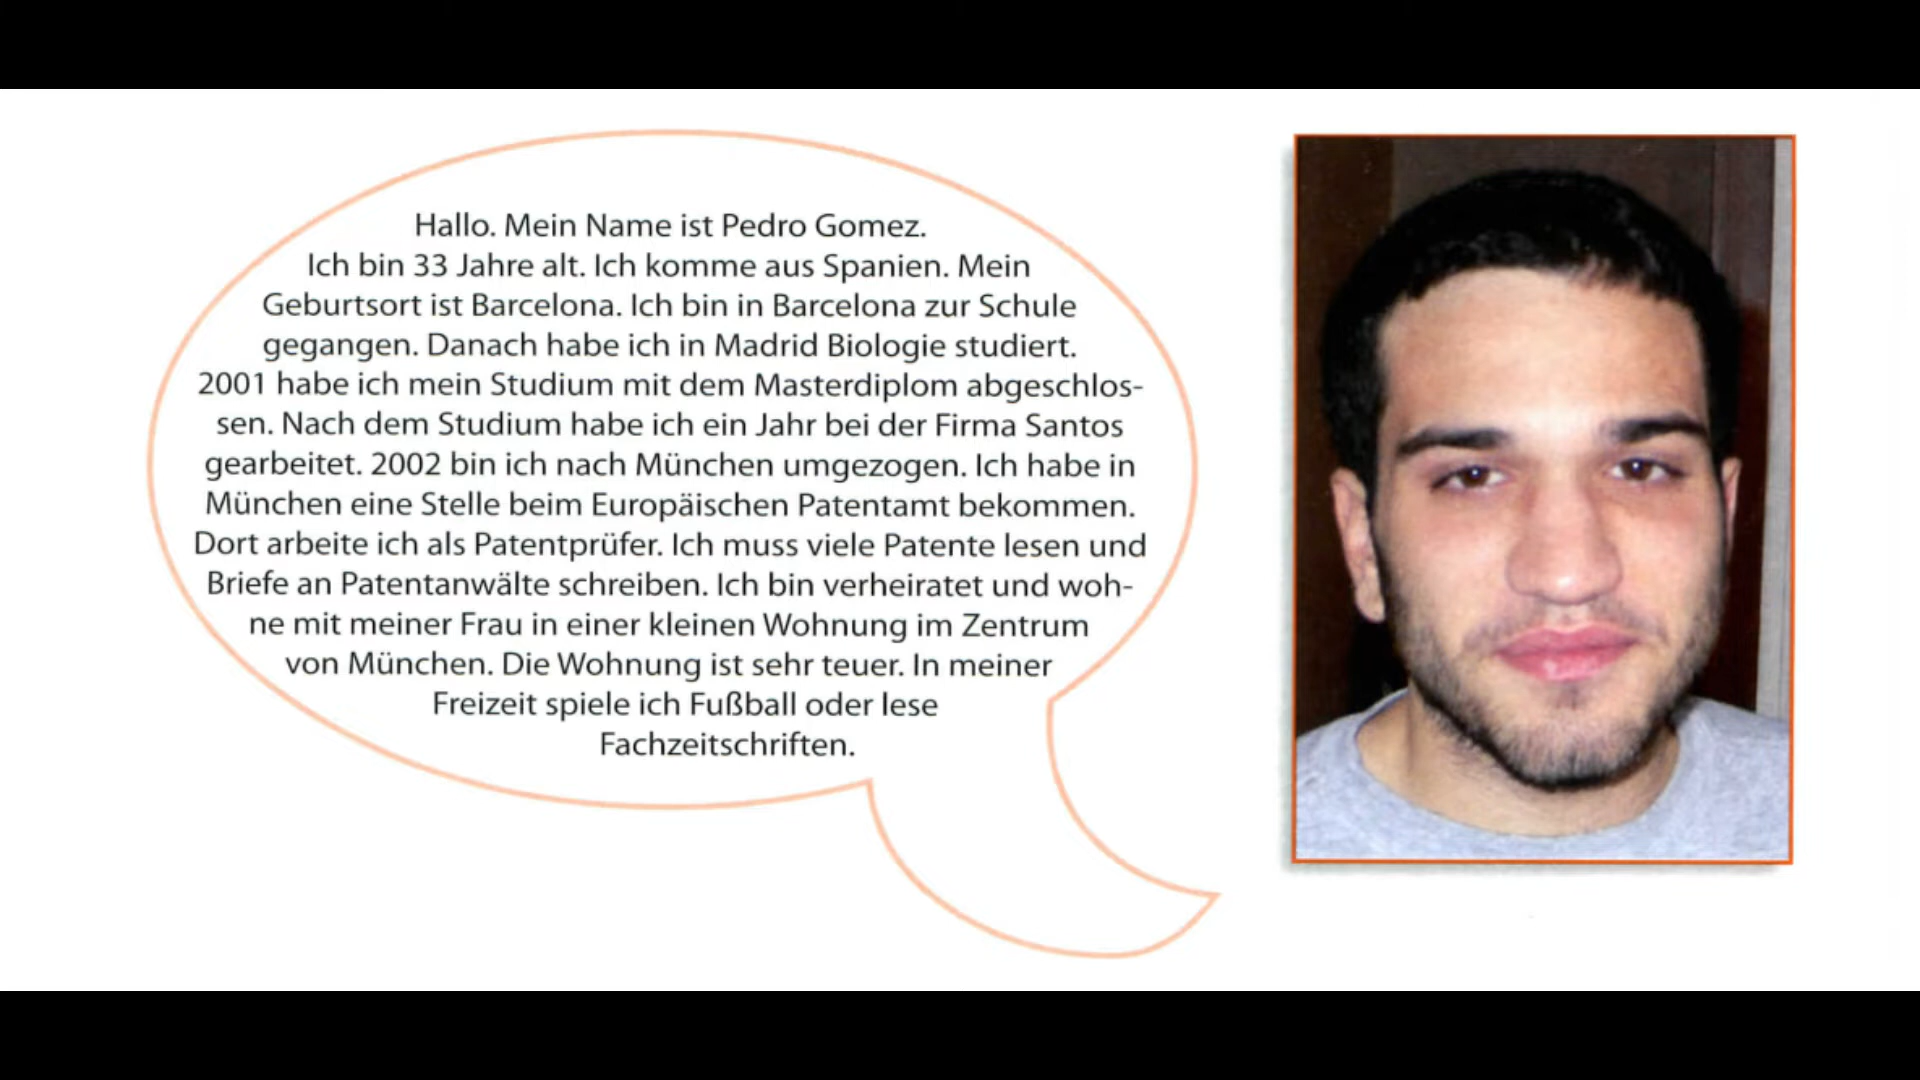 Hallo. Mein Name ist Pedro Gomez.
Ich bin 33 Jahre alt. Ich komme aus Spanien. Mein
Geburtsort ist Barcelona. Ich bin in Barcelona zur Schule
gegangen. Danach habe ich in Madrid Biologie studiert.
2001 habe ich mein Studium mit dem Masterdiplom abgeschlos-
sen. Nach dem Studium habe ich ein Jahr bei der Firma Santos
gearbeitet. 2002 bin ich nach München umgezogen. Ich habe in
München eine Stelle beim Europäischen Patentamt bekommen.
Dort arbeite ich als Patentprüfer. Ich muss viele Patente lesen und
Briefe an Patentanwälte schreiben. Ich bin verheiratet und woh-
ne mit meiner Frau in einer kleinen Wohnung im Zentrum
von München. Die Wohnung ist sehr teuer. In meiner
Freizeit spiele ich Fußball oder lese
Fachzeitschriften.